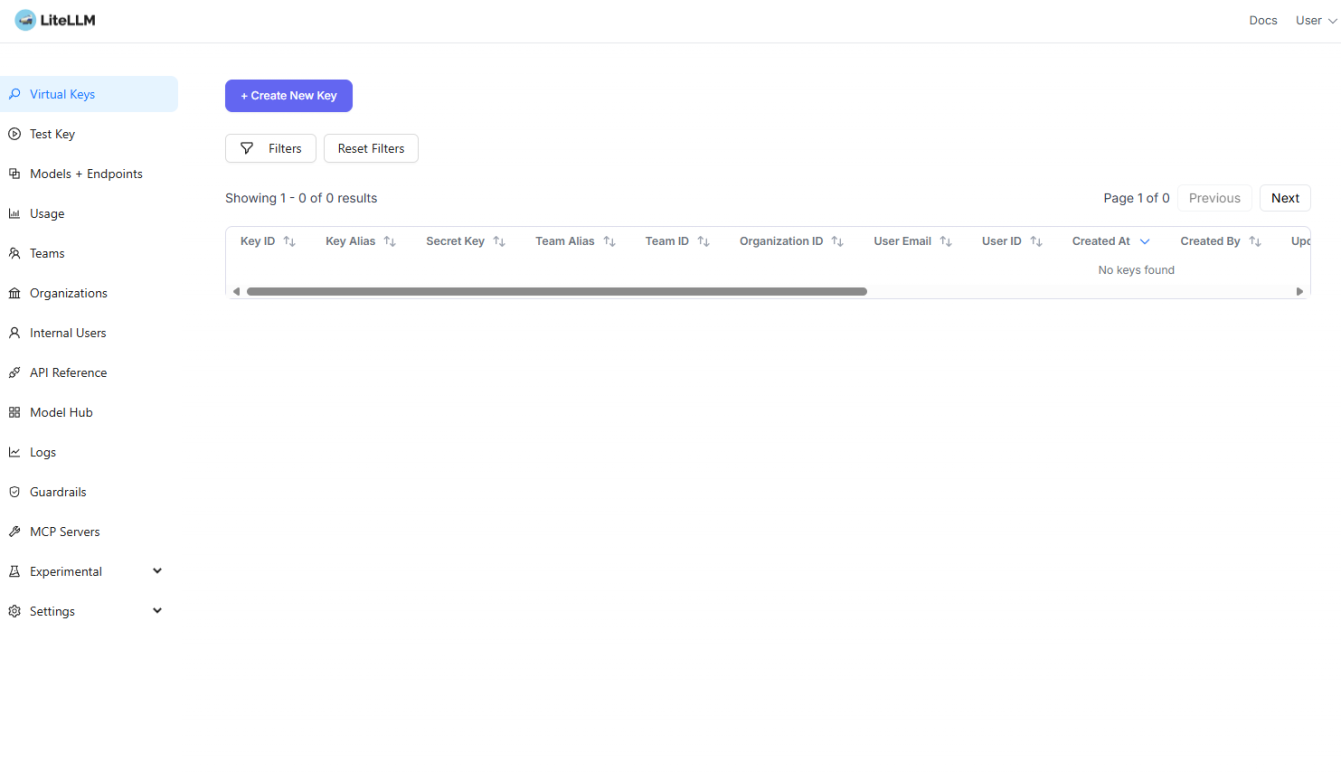 LiteLLM
Docs
User
Virtual Keys
Test Key
Models + Endpoints
Usage
Teams
Organizations
Internal Users
API Reference
Model Hub
Logs
Guardrails
MCP Servers
Experimental
Settings
+ Create New Key
Filters Reset Filters
Showing 1 - 0 of 0 results
Page 1 of 0 Previous Next
Key ID Key Alias Secret Key Team Alias Team ID Organization ID User Email User ID Created At Created By Upd
No keys found